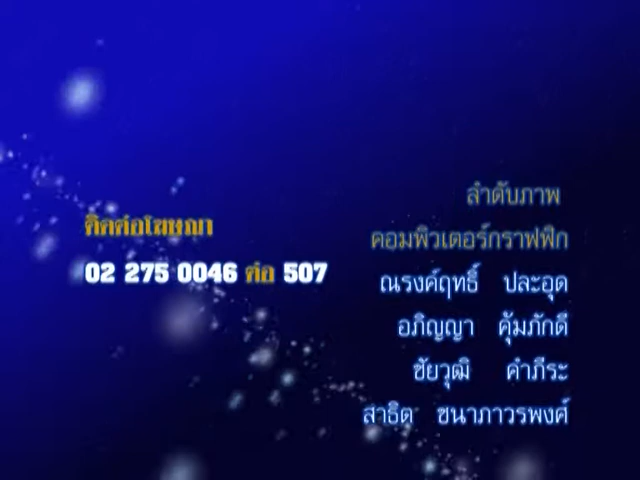 ติดต่อโฆษณา
02 275 0046 ต่อ 507
ลำดับภาพ
คอมพิวเตอร์กราฟฟิก
ณรงค์ฤทธิ์ ปละอุด
อภิญญา คุ้มภักดี
ชัยวุฒิ คำภีระ
สาธิต ชนาภาวรพงศ์